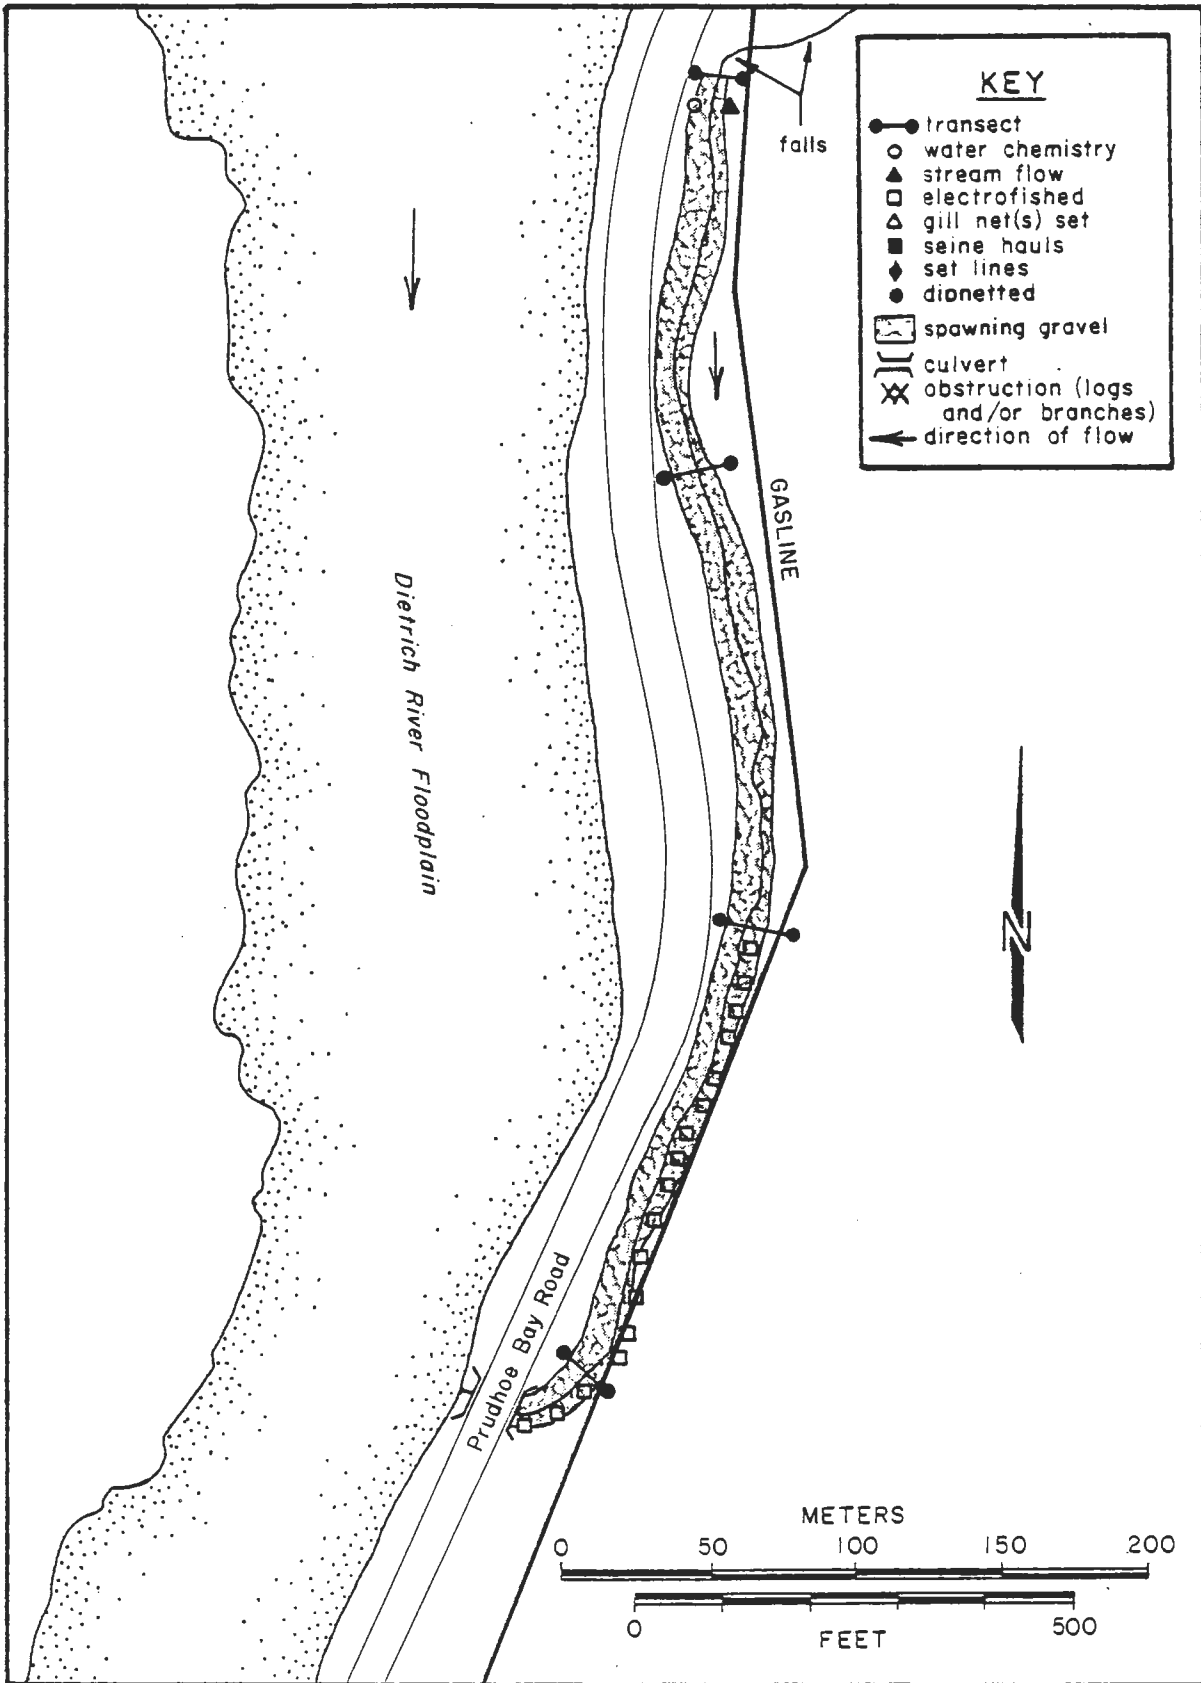 KEY
transect
water chemistry
stream flow
electrofished
gill net(s) set
seine hauls
set lines
dipnetted
spawning gravel
culvert
obstruction (logs
and/or branches)
direction of flow
falls
GASLINE
Dietrich River Floodplain
N
Prudhoe Bay Road
METERS
0 50 100 150 200
0 500
FEET